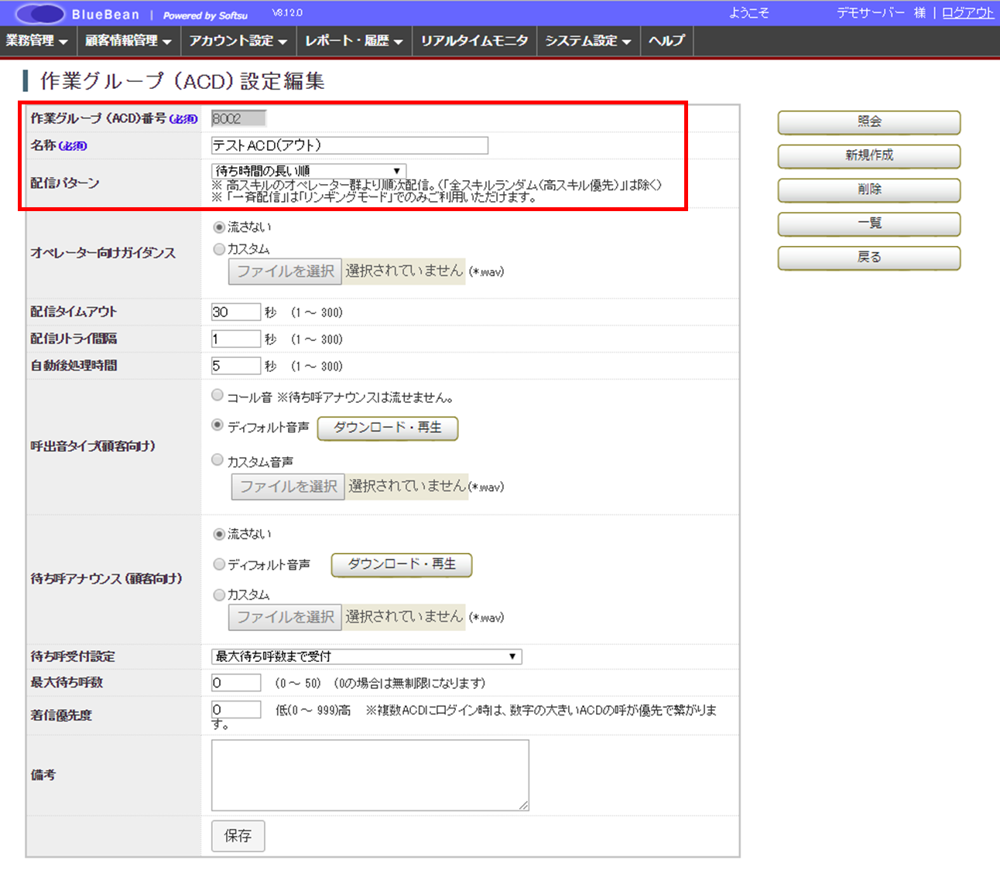 BlueBean | Powered by Softsu V8.12.0 ようこそ デモサーバー 様 | ログアウト
業務管理 顧客情報管理 アカウント設定 レポート・履歴 リアルタイムモニタ システム設定 ヘルプ
作業グループ（ACD）設定編集
作業グループ（ACD)番号(必須) 8002
名称(必須) テストACD(アウト)
配信パターン 待ち時間の長い順
※ 高スキルのオペレーター群より順次配信。（「全スキルランダム（高スキル優先）」は除く）
※ 「一斉配信」は「リンギングモード」でのみご利用いただけます。
オペレーター向けガイダンス
流さない
カスタム
ファイルを選択 選択されていません (*.wav)
配信タイムアウト 30 秒 (1 ～ 300)
配信リトライ間隔 1 秒 (1 ～ 300)
自動後処理時間 5 秒 (1 ～ 300)
呼出音タイプ(顧客向け)
コール音 ※待ち呼アナウンスは流せません。
ディフォルト音声 ダウンロード・再生
カスタム音声
ファイルを選択 選択されていません (*.wav)
待ち呼アナウンス（顧客向け）
流さない
ディフォルト音声 ダウンロード・再生
カスタム
ファイルを選択 選択されていません (*.wav)
待ち呼受付設定 最大待ち呼数まで受付
最大待ち呼数 0 (0 ～ 50) (0の場合は無制限になります)
着信優先度 0 低(0 ～ 999)高 ※複数ACDにログイン時は、数字の大きいACDの呼が優先で繋がりま
す。
備考
保存
照会
新規作成
削除
一覧
戻る